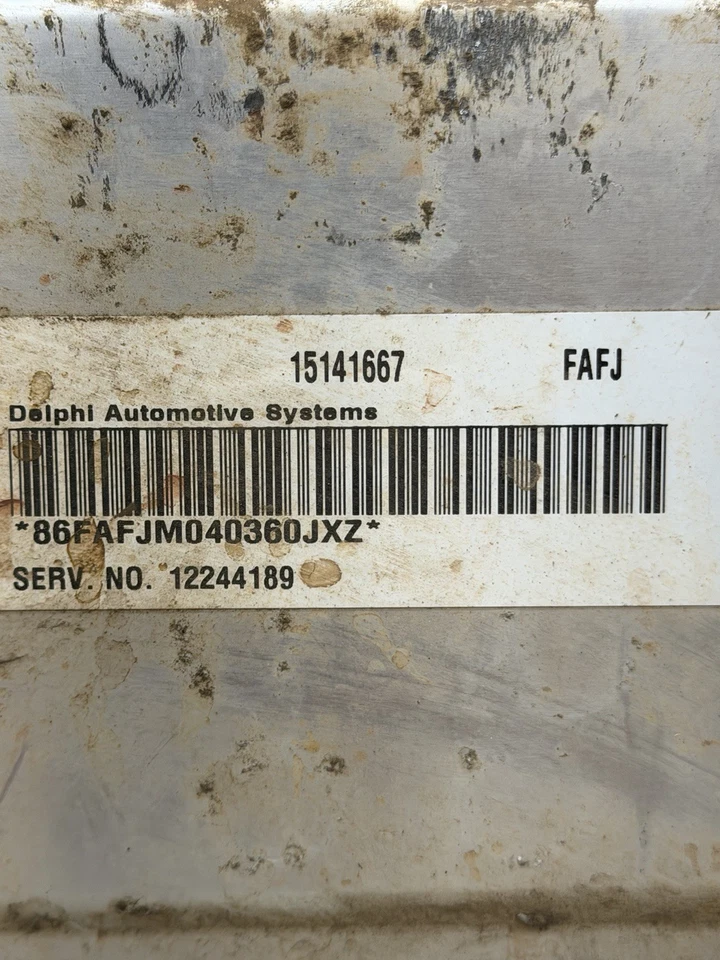 15141667 FAFJ
Delphi Automotive Systems
*86FAFJM040360JXZ*
SERV. NO. 12244189